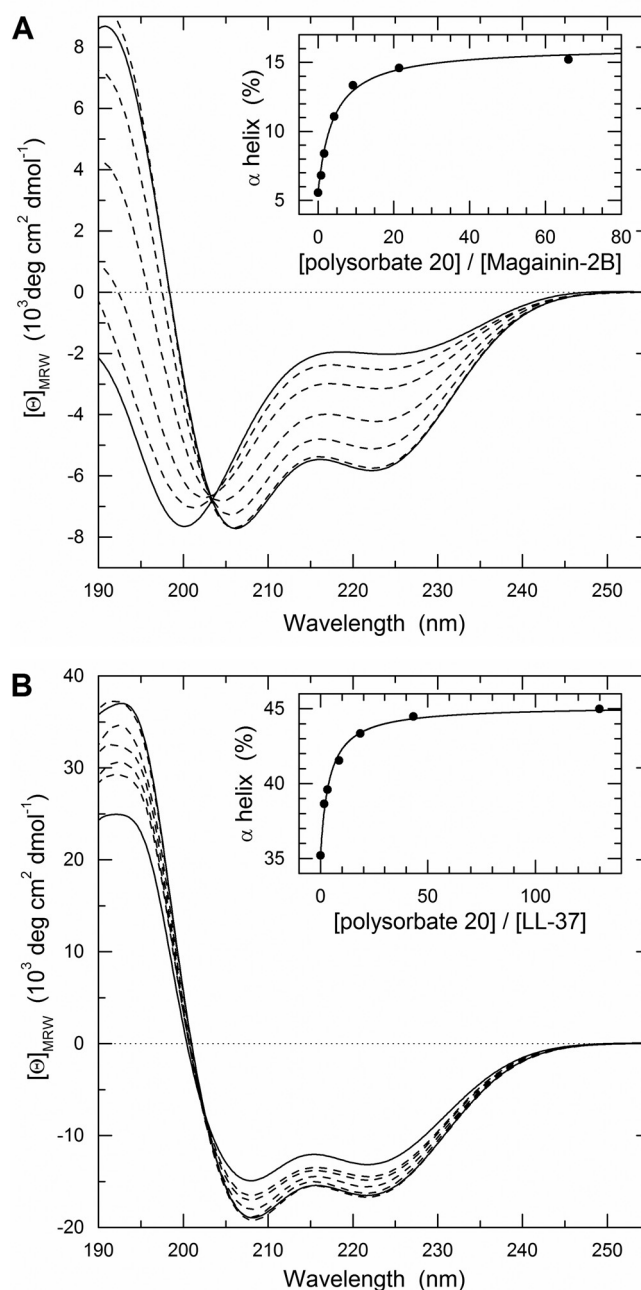 A
8
6
4
2
0
-2
-4
-6
-8
[Θ]MRW (10³deg cm² dmol⁻¹)
190 200 210 220 230 240 250
Wavelength (nm)
15
10
5
α helix (%)
0 20 40 60 80
[polysorbate 20] / [Magainin-2B]
B
40
30
20
10
0
-10
-20
[Θ]MRW (10³ deg cm² dmol⁻¹)
190 200 210 220 230 240 250
Wavelength (nm)
45
40
35
α helix (%)
0 50 100
[polysorbate 20] / [LL-37]